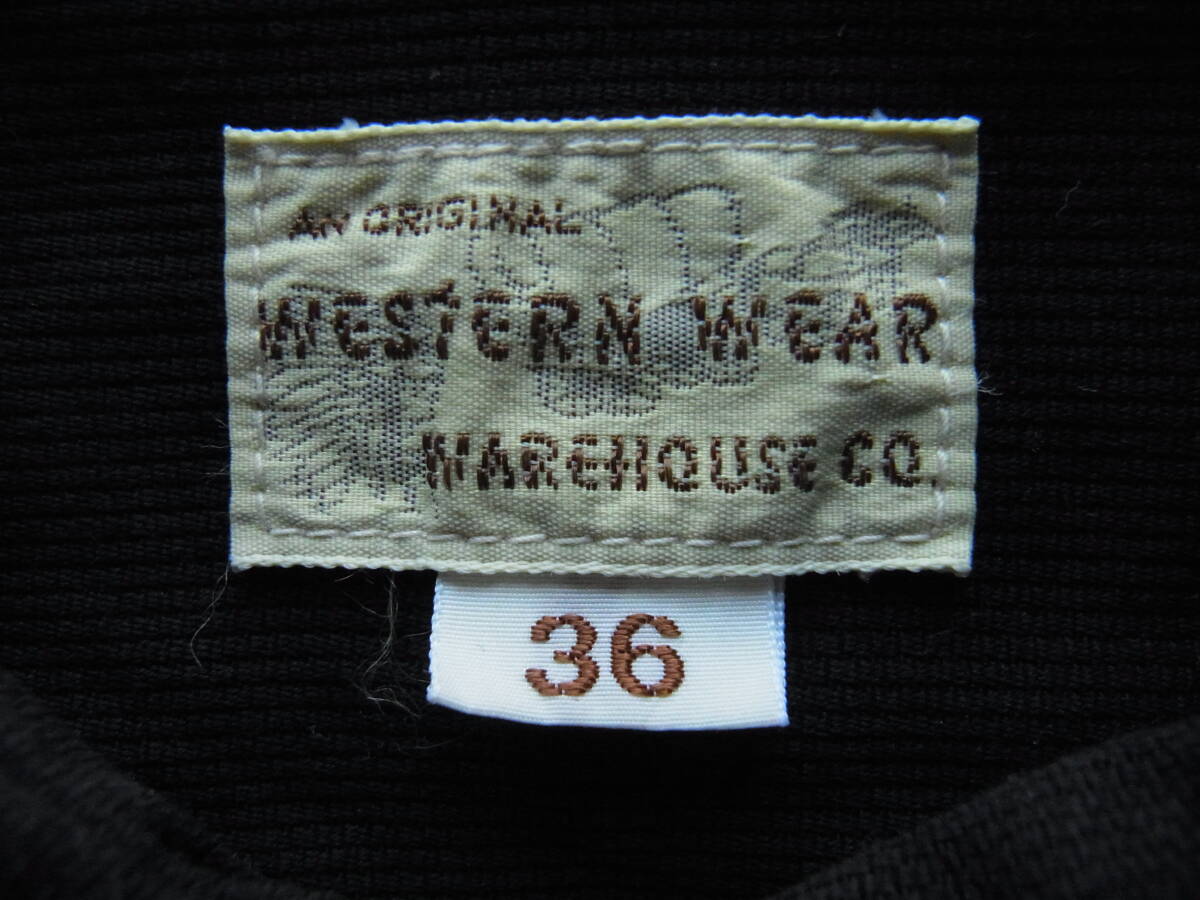 AN ORIGINAL
WESTERN WEAR
WAREHOUSE CO.
36